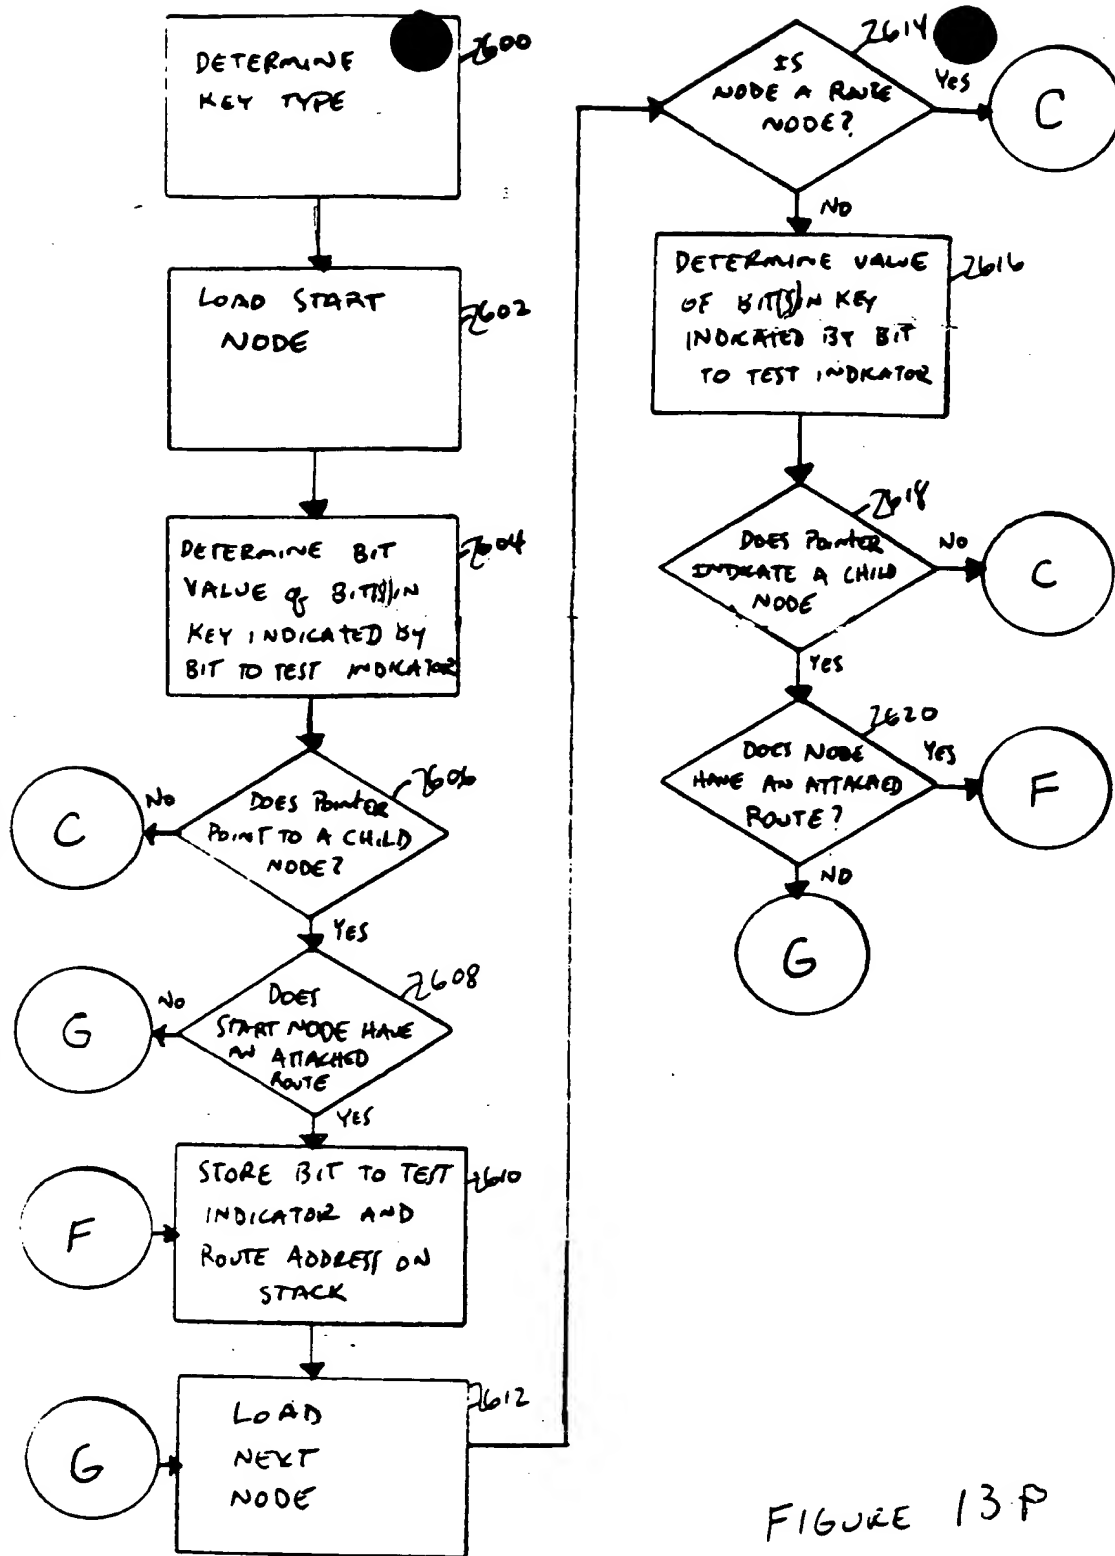 DETERMINE
KEY TYPE
2600
LOAD START
NODE
2602
DETERMINE BIT
VALUE of BIT(S) IN
KEY INDICATED BY
BIT TO TEST INDICATOR
2604
DOES POINTER
POINT TO A CHILD
NODE?
2606
NO
C
YES
DOES
START NODE HAVE
AN ATTACHED
ROUTE
2608
NO
G
YES
STORE BIT TO TEST
INDICATOR AND
ROUTE ADDRESS ON
STACK
2610
F
LOAD
NEXT
NODE
2612
G
IS
NODE A ROUTE
NODE?
2614
YES
C
NO
DETERMINE VALUE
OF BIT(S) IN KEY
INDICATED BY BIT
TO TEST INDICATOR
2616
DOES POINTER
INDICATE A CHILD
NODE
2618
NO
C
YES
DOES NODE
HAVE AN ATTACHED
ROUTE?
2620
YES
F
NO
G
FIGURE 13P